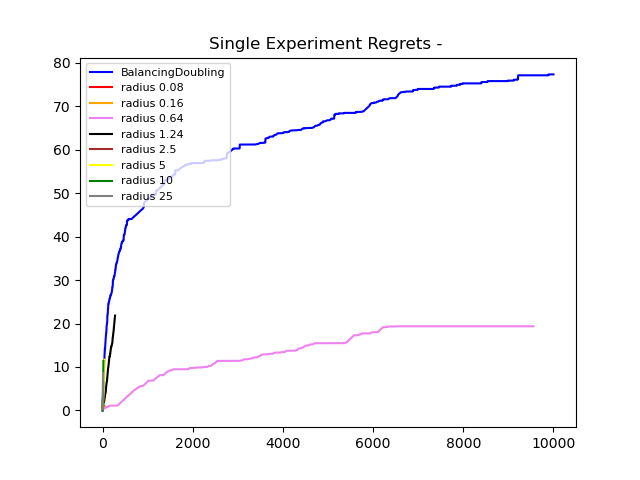 Single Experiment Regrets -
BalancingDoubling
radius 0.08
radius 0.16
radius 0.64
radius 1.24
radius 2.5
radius 5
radius 10
radius 25
80
70
60
50
40
30
20
10
0
0 2000 4000 6000 8000 10000